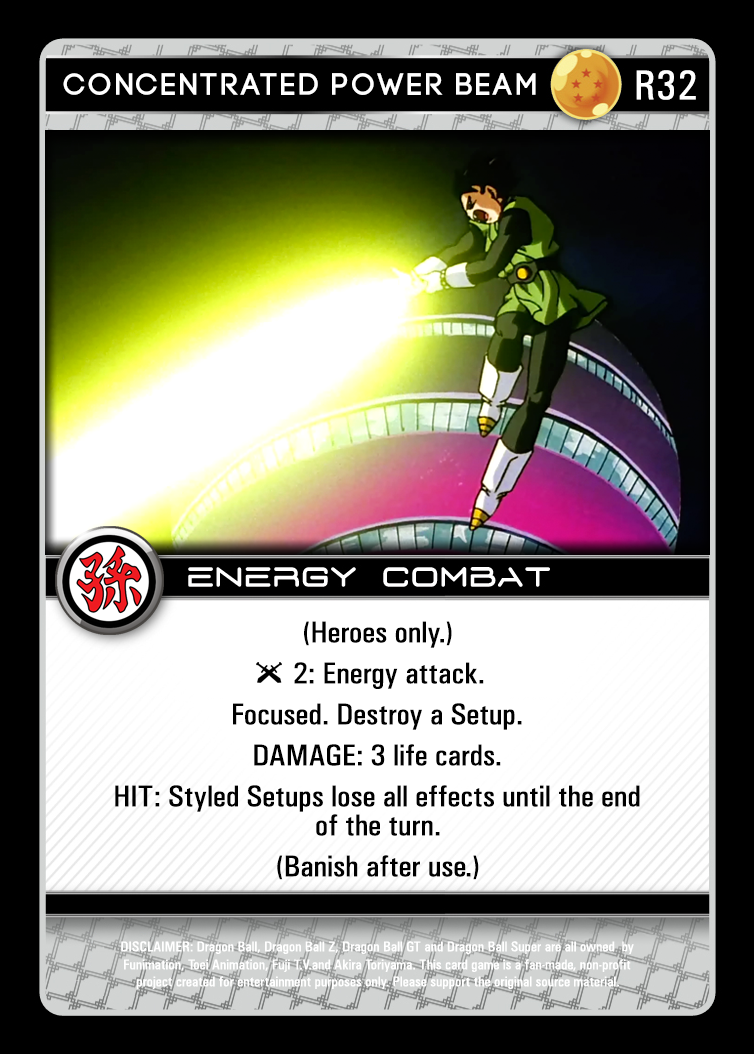 CONCENTRATED POWER BEAM R32
孫
ENERGY COMBAT
(Heroes only.)
2: Energy attack.
Focused. Destroy a Setup.
DAMAGE: 3 life cards.
HIT: Styled Setups lose all effects until the end
of the turn.
(Banish after use.)
DISCLAIMER: Dragon Ball, Dragon Ball Z, Dragon Ball GT and Dragon Ball Super are all owned by
Funimation, Toei Animation, Fuji T.V.and Akira Toriyama. This card game is a fan-made, non-profit
project created for entertainment purposes only. Please support the original source material.